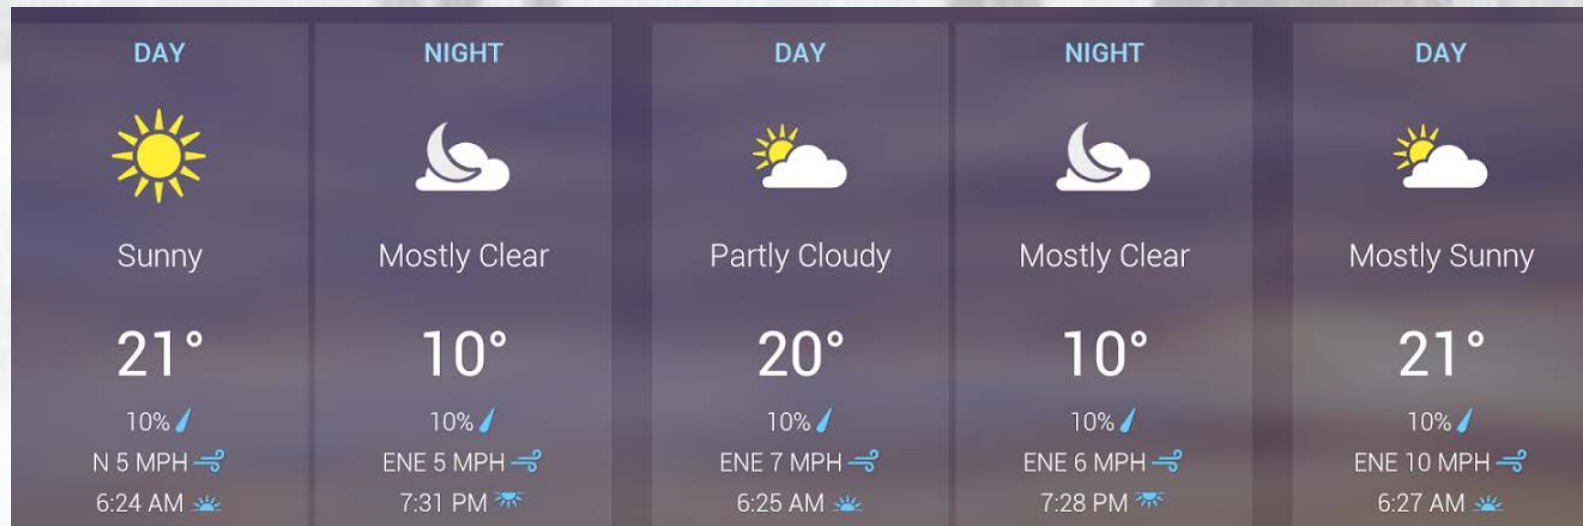 DAY
Sunny
21°
10%
N 5 MPH
6:24 AM
NIGHT
Mostly Clear
10°
10%
ENE 5 MPH
7:31 PM
DAY
Partly Cloudy
20°
10%
ENE 7 MPH
6:25 AM
NIGHT
Mostly Clear
10°
10%
ENE 6 MPH
7:28 PM
DAY
Mostly Sunny
21°
10%
ENE 10 MPH
6:27 AM